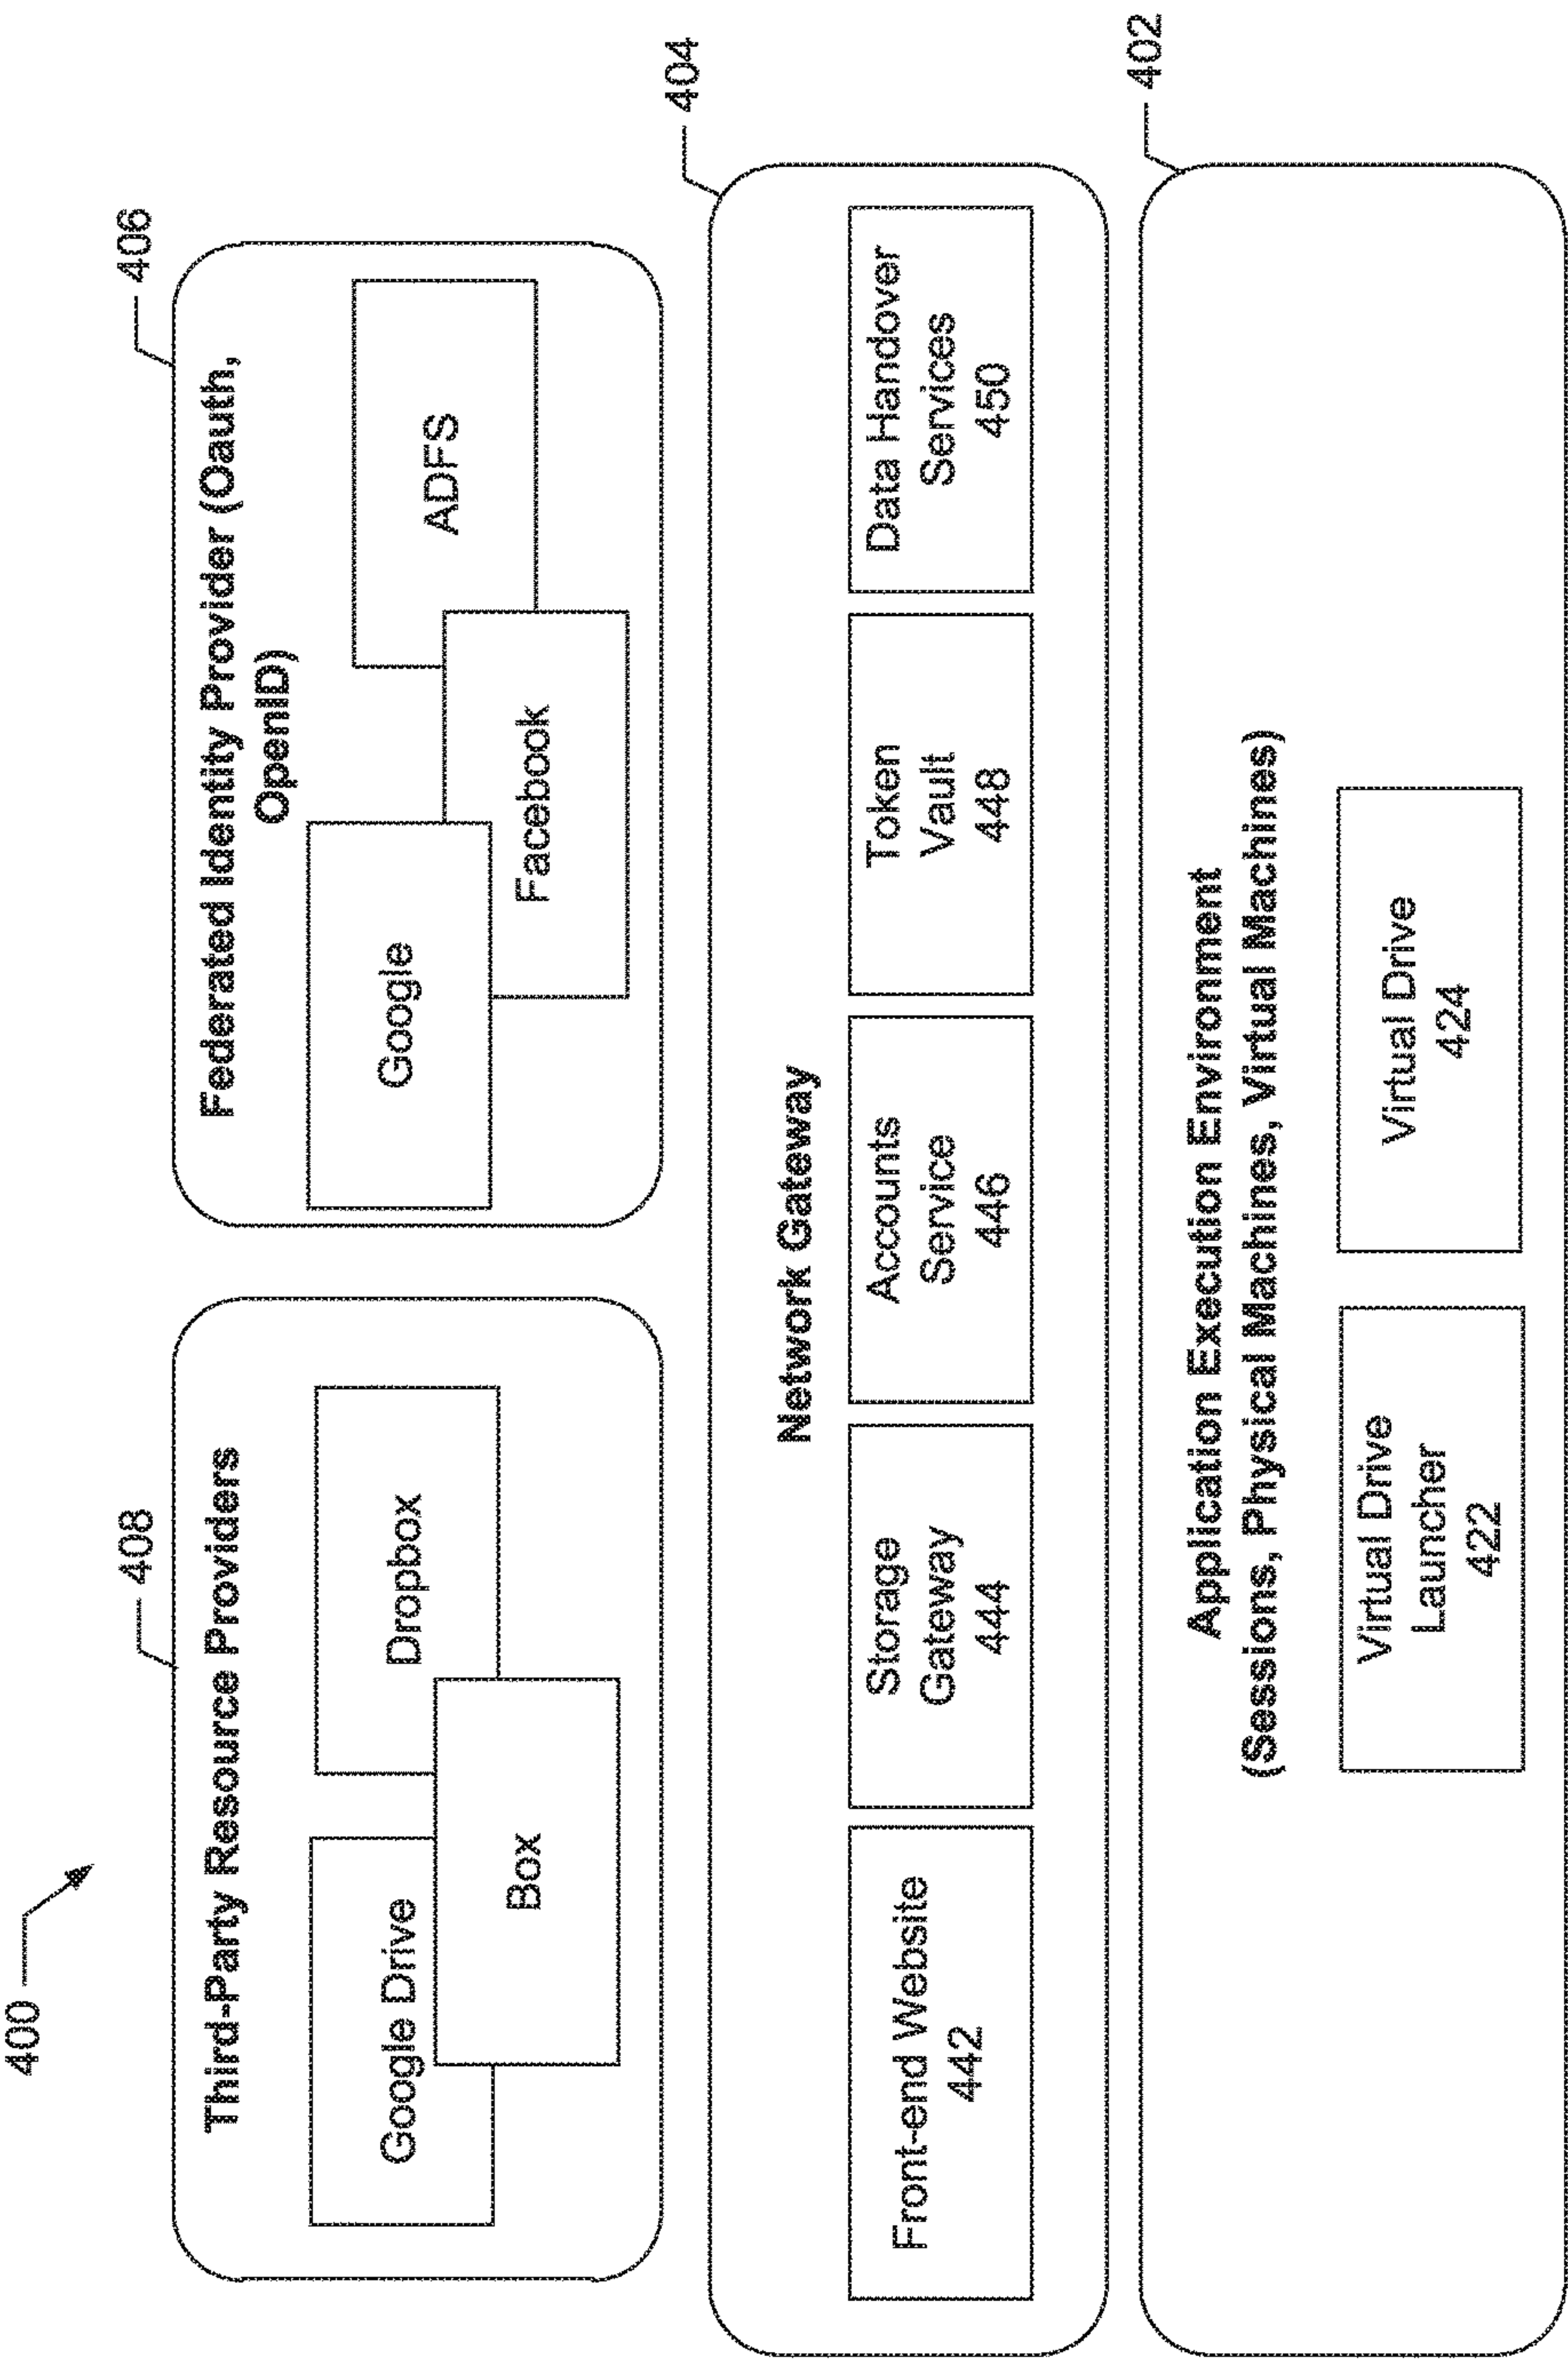 400
408
Third-Party Resource Providers
Google Drive
Dropbox
Box
406
Federated Identity Provider (Oauth,
OpenID)
Google
ADFS
Facebook
404
Network Gateway
Front-end Website
442
Storage
Gateway
444
Accounts
Service
446
Token
Vault
448
Data Handover
Services
450
402
Application Execution Environment
(Sessions, Physical Machines, Virtual Machines)
Virtual Drive
Launcher
422
Virtual Drive
424